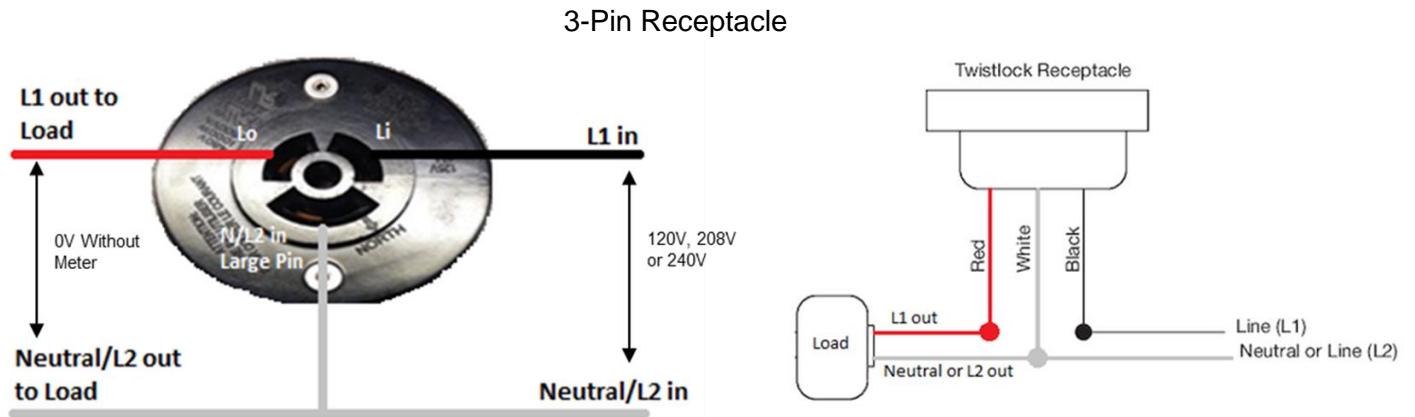 3-Pin Receptacle
L1 out to
Load
Lo
Li
L1 in
N/L2 in
Large Pin
NORTH
0V Without
Meter
120V, 208V
or 240V
Neutral/L2 out
to Load
Neutral/L2 in
Twistlock Receptacle
Red
White
Black
Load
L1 out
Neutral or L2 out
Line (L1)
Neutral or Line (L2)